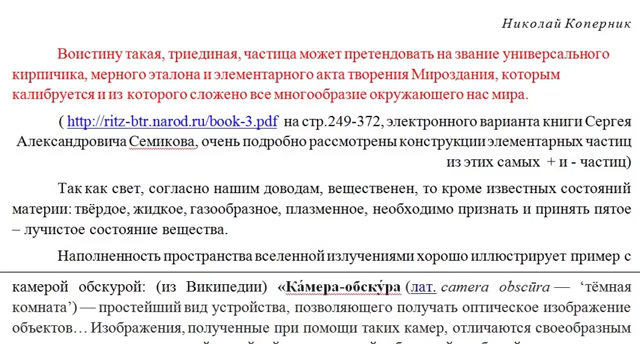 Николай Коперник
Воистину такая, триединая, частица может претендовать на звание универсального
кирпичика, мерного эталона и элементарного акта творения Мироздания, которым
калибруется и из которого сложено все многообразие окружающего нас мира.
( http://ritz-btr.narod.ru/book-3.pdf на стр.249-372, электронного варианта книги Сергея
Александровича Семикова, очень подробно рассмотрены конструкции элементарных частиц
из этих самых + и - частиц)
Так как свет, согласно нашим доводам, вещественен, то кроме известных состояний
материи: твёрдое, жидкое, газообразное, плазменное, необходимо признать и принять пятое
– лучистое состояние вещества.
Наполненность пространства вселенной излучениями хорошо иллюстрирует пример с
камерой обскурой: (из Википедии) «Ка́мера-обску́ра (лат. camera obscūra — ‘тёмная
комната’) — простейший вид устройства, позволяющего получать оптическое изображение
объектов… Изображения, полученные при помощи таких камер, отличаются своеобразным